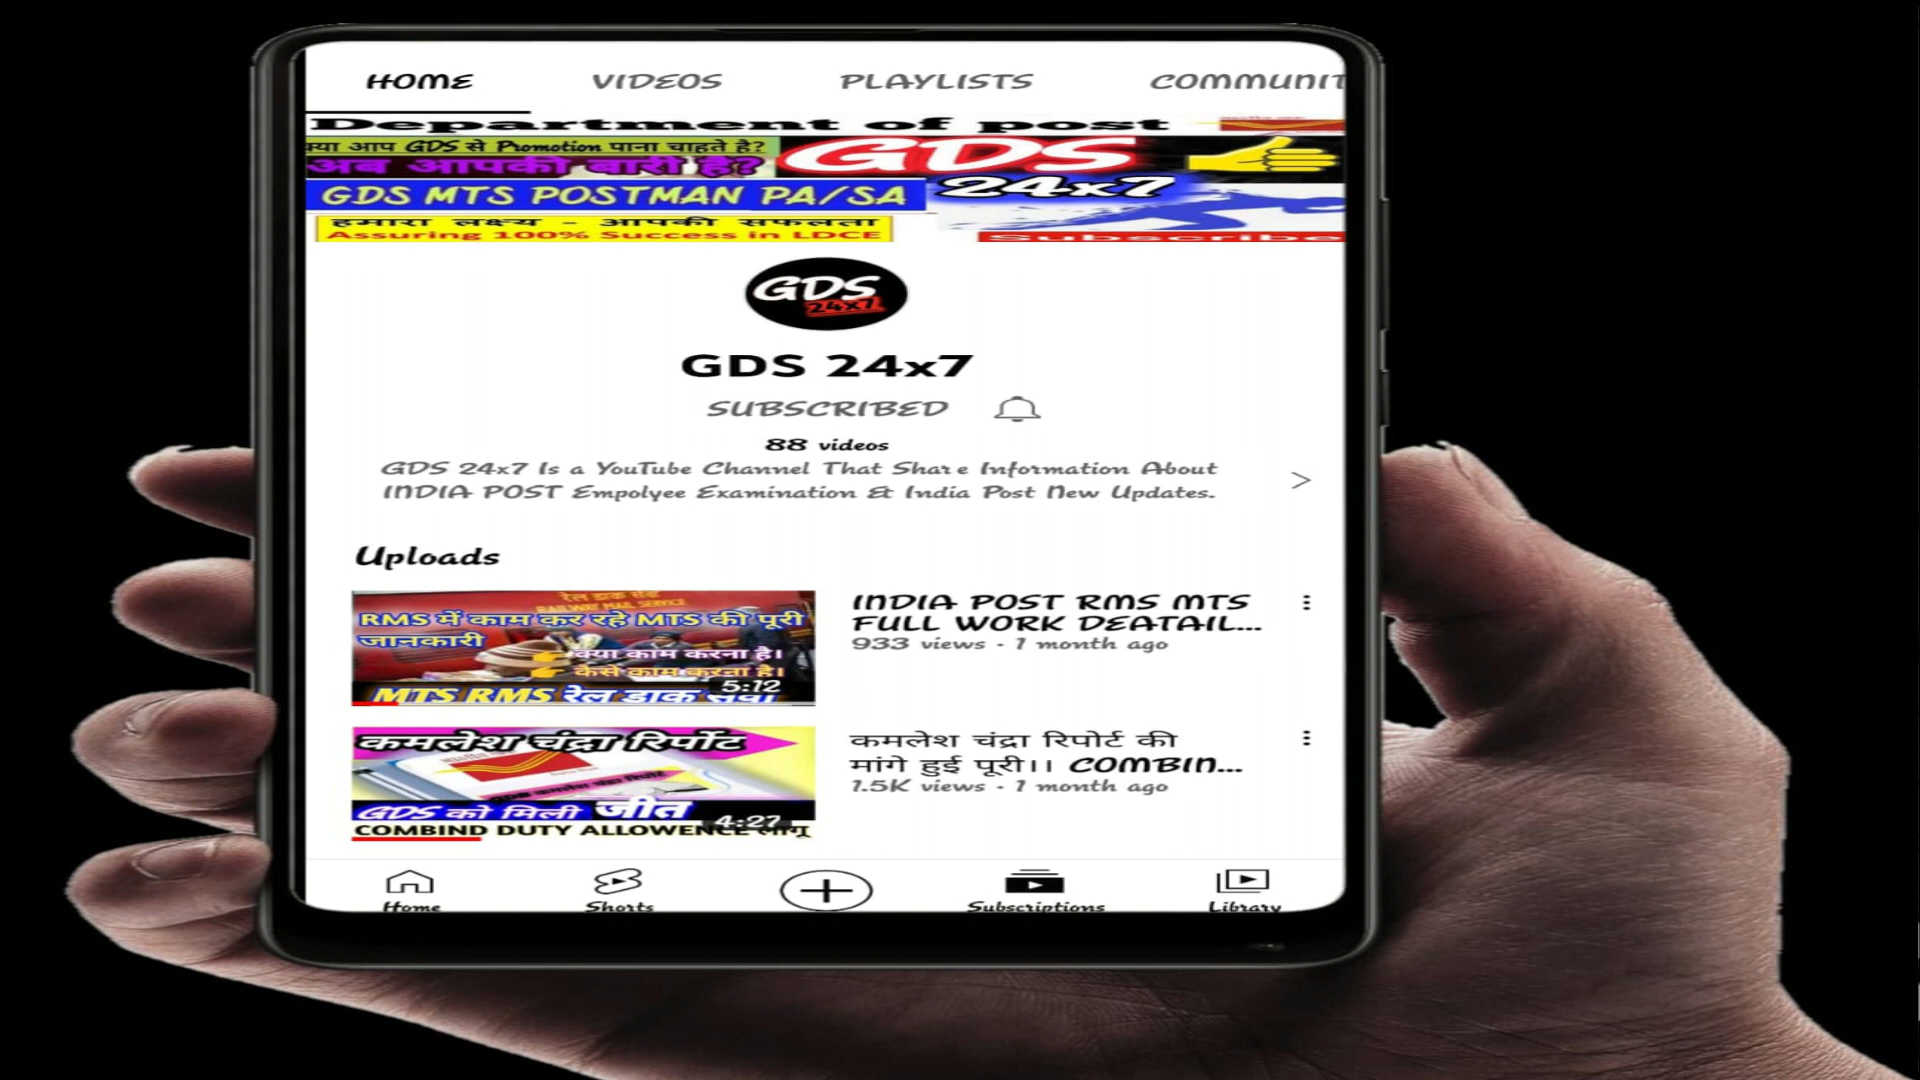 HOME VIDEOS PLAYLISTS COMMUNIT
Department of post
क्या आप GDS से Promotion पाना चाहते है?
अब आपकी बारी है?
GDS
24x7
GDS MTS POSTMAN PA/SA
हमारा लक्ष्य - आपकी सफलता
Assuring 100% Success in LDCE
Subscribe
GDS
24x7
GDS 24x7
SUBSCRIBED
88 videos
GDS 24x7 Is a YouTube Channel That Share Information About
INDIA POST Empolyee Examination & India Post New Updates.
Uploads
रेल डाक सेवा
RAILWAY MAIL SERVICE
RMS में काम कर रहे MTS की पूरी
जानकारी
क्या काम करना है।
कैसे काम करना है।
5:12
MTS RMS रेल डाक सेवा
INDIA POST RMS MTS
FULL WORK DEATAIL...
933 views - 1 month ago
कमलेश चंद्रा रिपोंट
GDS को मिली जीत
4:27
COMBIND DUTY ALLOWENCE लागू
कमलेश चंद्रा रिपोर्ट की
मांगे हुई पूरी।। COMBIN...
1.5K views - 1 month ago
Home Shorts Subscriptions Library